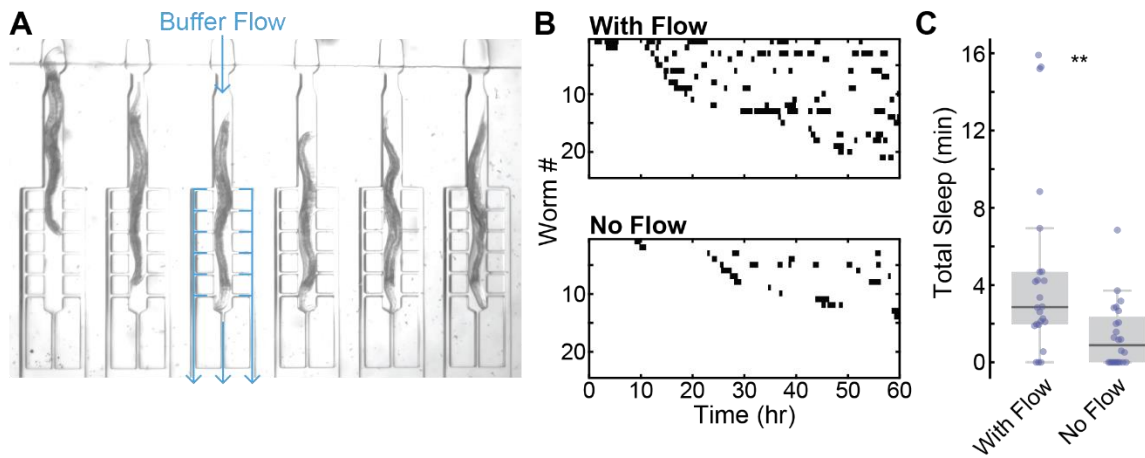 A
Buffer Flow
B
With Flow
10
20
No Flow
10
20
Worm #
0 10 20 30 40 50 60
Time (hr)
C
**
16
12
8
4
0
Total Sleep (min)
With Flow
No Flow